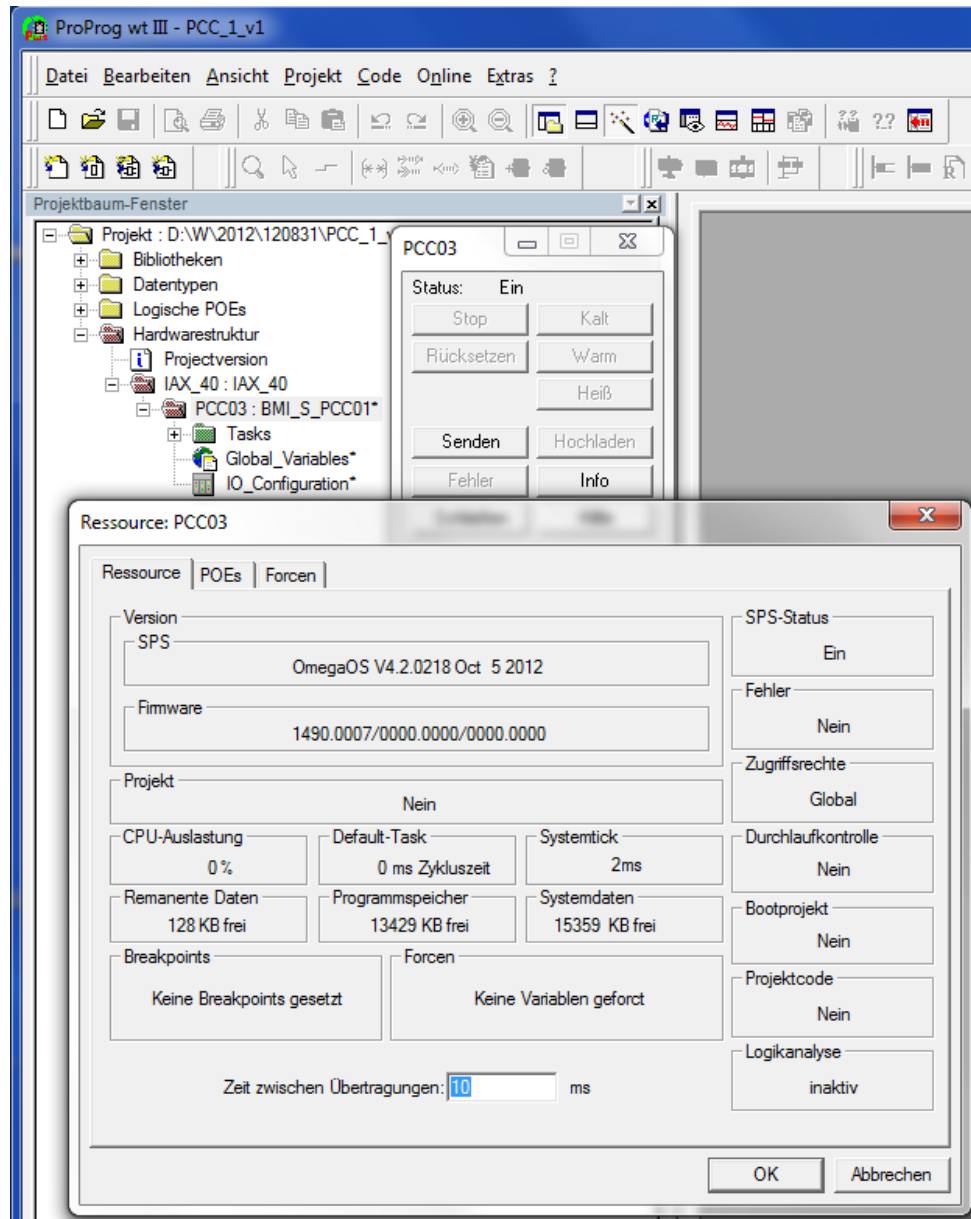 ProProg wt III - PCC_1_v1
Datei Bearbeiten Ansicht Projekt Code Online Extras ?
Projektbaum-Fenster
Projekt : D:\W\2012\120831\PCC_1_
Bibliotheken
Datentypen
Logische POEs
Hardwarestruktur
Projectversion
IAX_40 : IAX_40
PCC03 : BMI_S_PCC01*
Tasks
Global_Variables*
IO_Configuration*
PCC03
Status: Ein
Stop Kalt
Rücksetzen Warm
Heiß
Senden Hochladen
Fehler Info
Schließen Hilfe
Ressource: PCC03
Ressource POEs Forcen
Version
SPS
OmegaOS V4.2.0218 Oct 5 2012
Firmware
1490.0007/0000.0000/0000.0000
Projekt
Nein
CPU-Auslastung Default-Task Systemtick
0 % 0 ms Zykluszeit 2ms
Remanente Daten Programmspeicher Systemdaten
128 KB frei 13429 KB frei 15359 KB frei
Breakpoints Forcen
Keine Breakpoints gesetzt Keine Variablen geforct
Zeit zwischen Übertragungen: 10 ms
SPS-Status
Ein
Fehler
Nein
Zugriffsrechte
Global
Durchlaufkontrolle
Nein
Bootprojekt
Nein
Projektcode
Nein
Logikanalyse
inaktiv
OK Abbrechen